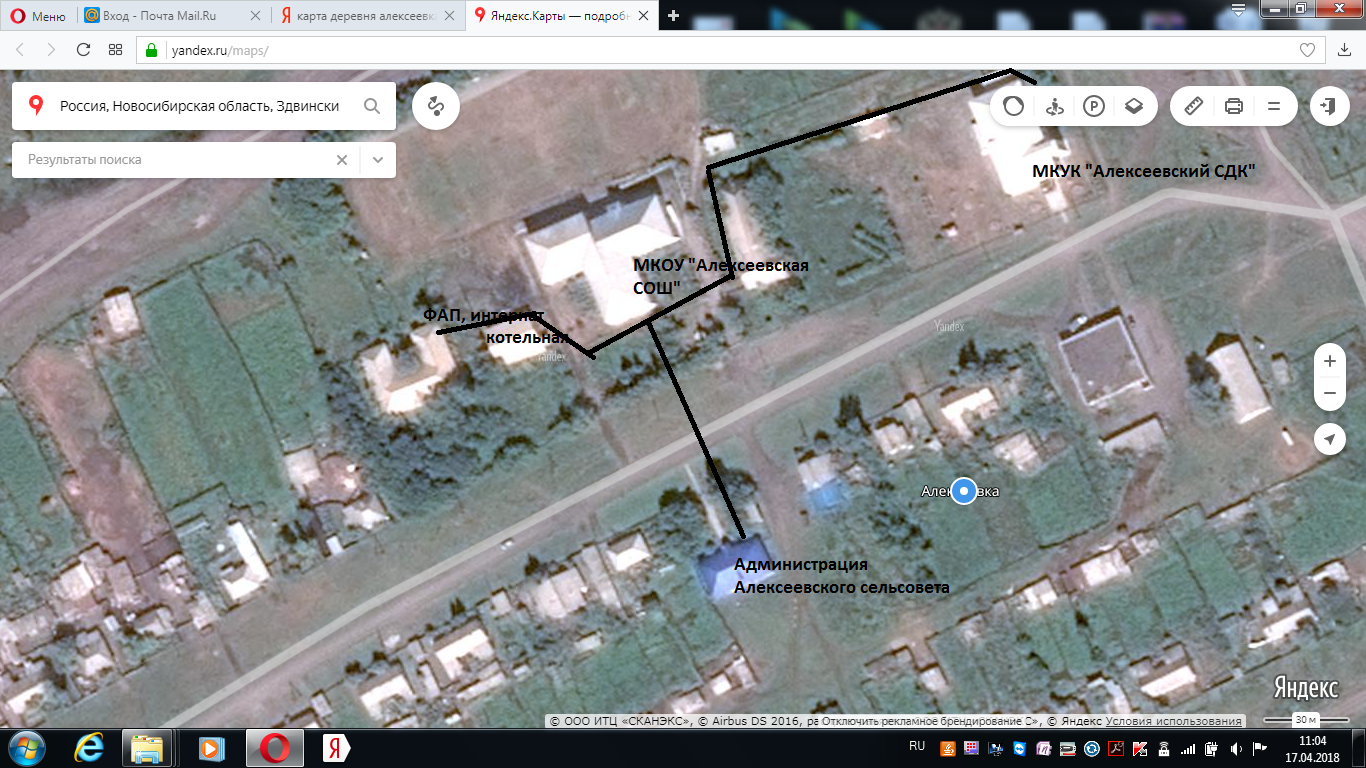 Меню
Вход - Почта Mail.Ru
карта деревня алексеевк
Яндекс.Карты — подробн
yandex.ru/maps/
Россия, Новосибирская область, Здвински
Результаты поиска
МКУК "Алексеевский СДК"
МКОУ "Алексеевская
СОШ"
ФАП, интернат
котельная
Yandex
Yandex
Администрация
Алексеевского сельсовета
Яндекс
© ООО ИТЦ «СКАНЭКС», © Airbus DS 2016, Отключить рекламное брендирование С», © Яндекс Условия использования
30 м
RU
11:04
17.04.2018